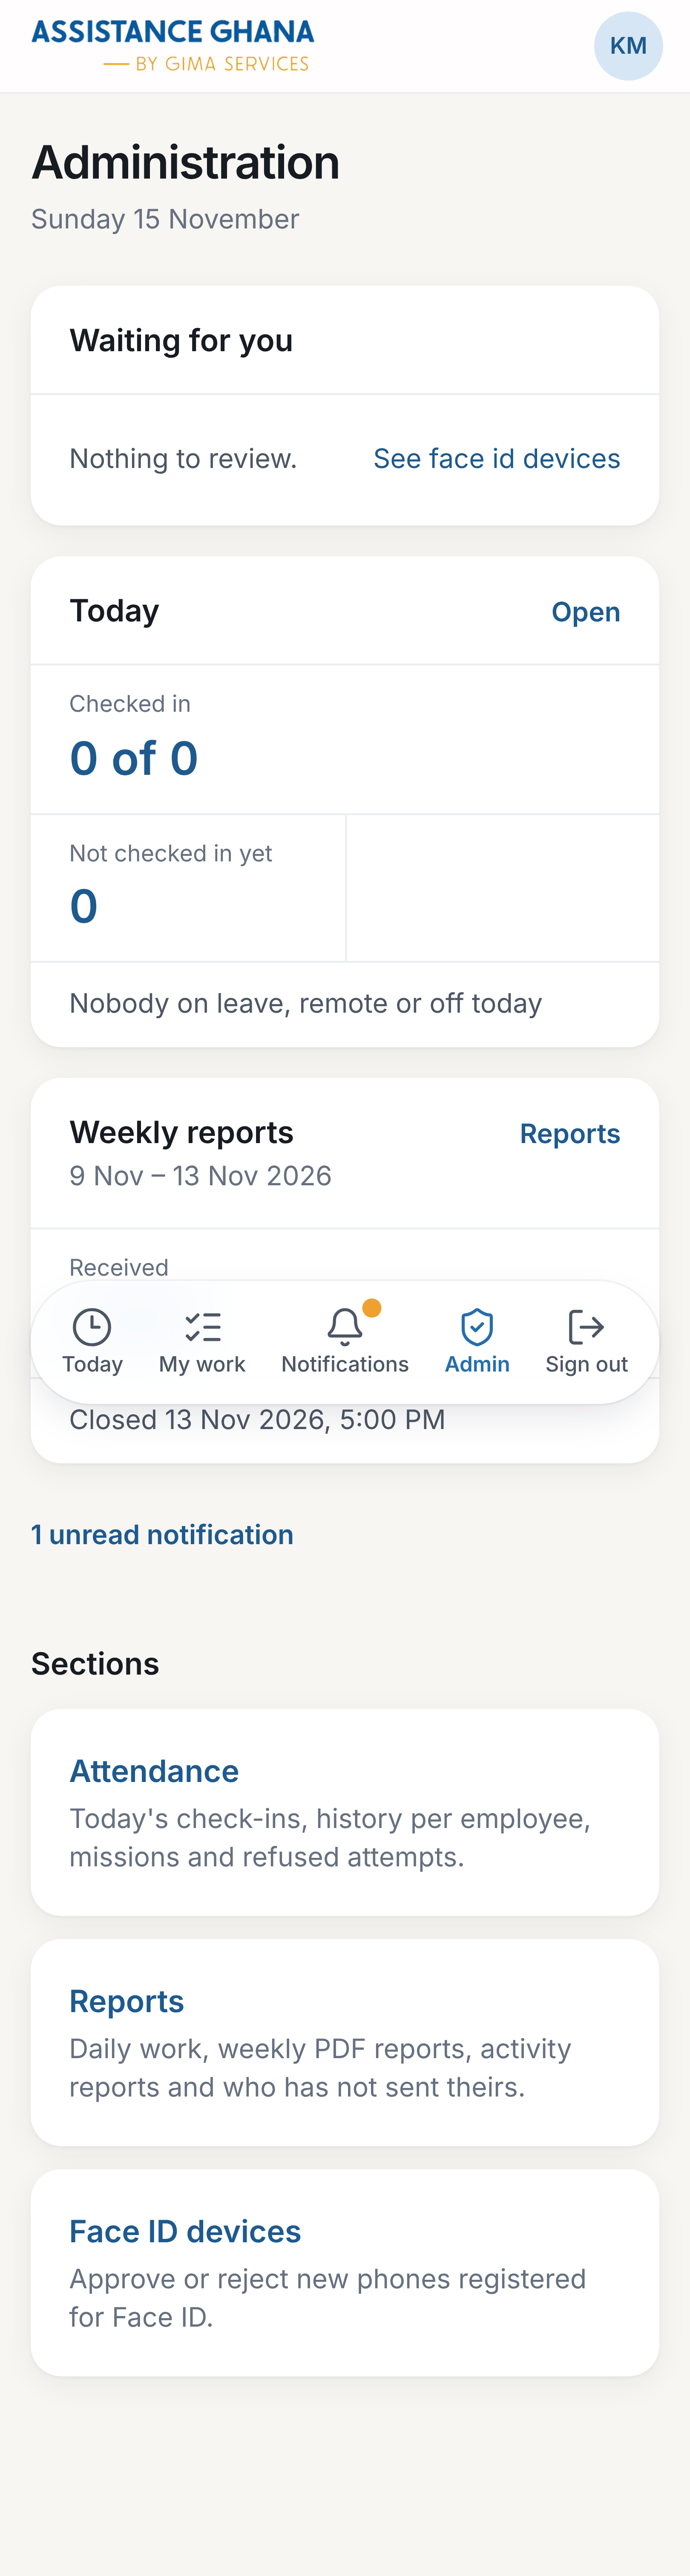 ASSISTANCE GHANA
BY GIMA SERVICES
KM
Administration
Sunday 15 November
Waiting for you
Nothing to review.
See face id devices
Today
Open
Checked in
0 of 0
Not checked in yet
0
Nobody on leave, remote or off today
Weekly reports
Reports
9 Nov – 13 Nov 2026
Received
Today
My work
Notifications
Admin
Sign out
Closed 13 Nov 2026, 5:00 PM
1 unread notification
Sections
Attendance
Today's check-ins, history per employee,
missions and refused attempts.
Reports
Daily work, weekly PDF reports, activity
reports and who has not sent theirs.
Face ID devices
Approve or reject new phones registered
for Face ID.